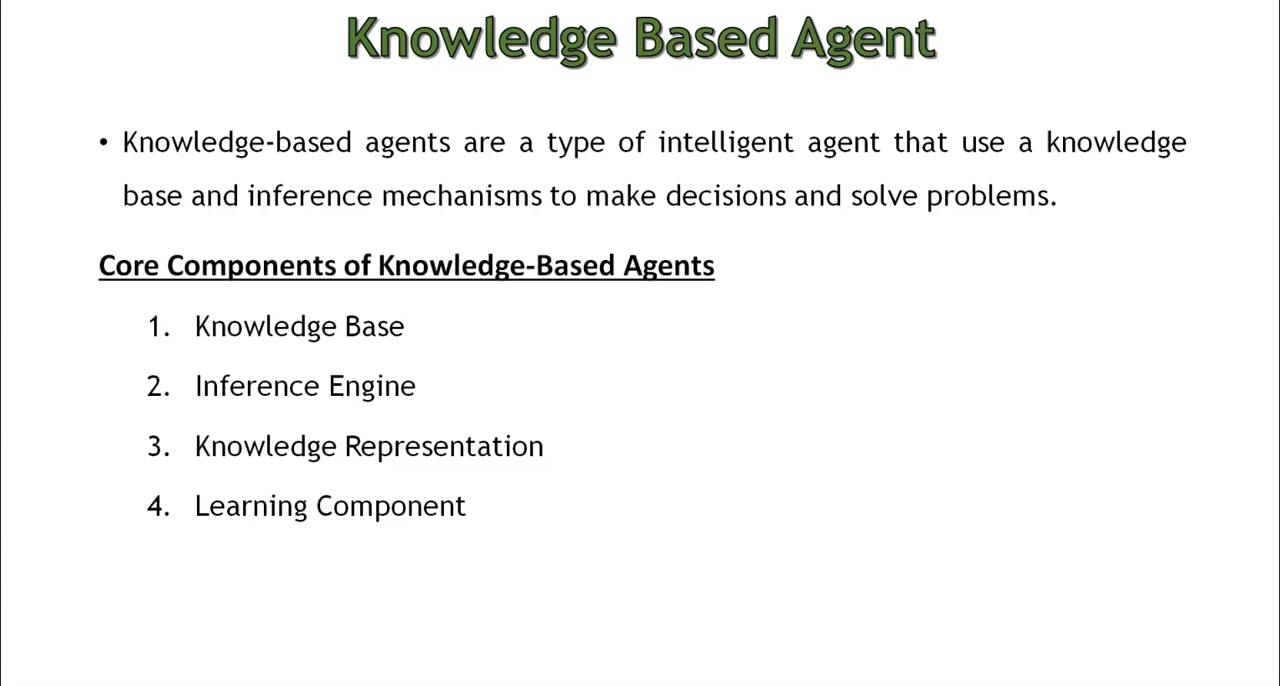 Knowledge Based Agent
• Knowledge-based agents are a type of intelligent agent that use a knowledge
base and inference mechanisms to make decisions and solve problems.
Core Components of Knowledge-Based Agents
1. Knowledge Base
2. Inference Engine
3. Knowledge Representation
4. Learning Component